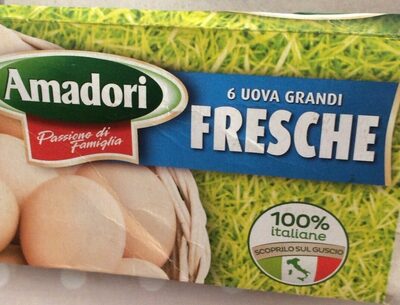 Amadori
Passione di
Famiglia
6 UOVA GRANDI
FRESCHE
100%
italiane
SCOPRILO SUL GUSCIO